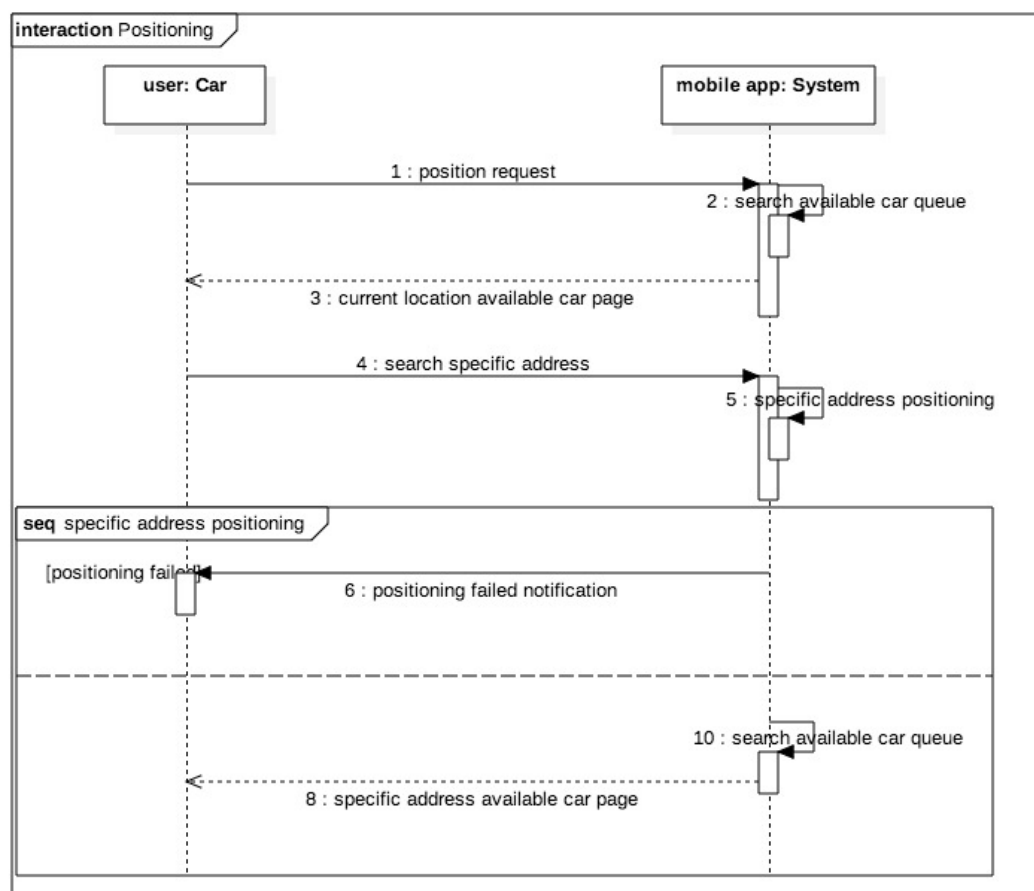 interaction Positioning
user: Car
mobile app: System
1 : position request
2 : search available car queue
3 : current location available car page
4 : search specific address
5 : specific address positioning
seq specific address positioning
[positioning failed]
6 : positioning failed notification
10 : search available car queue
8 : specific address available car page